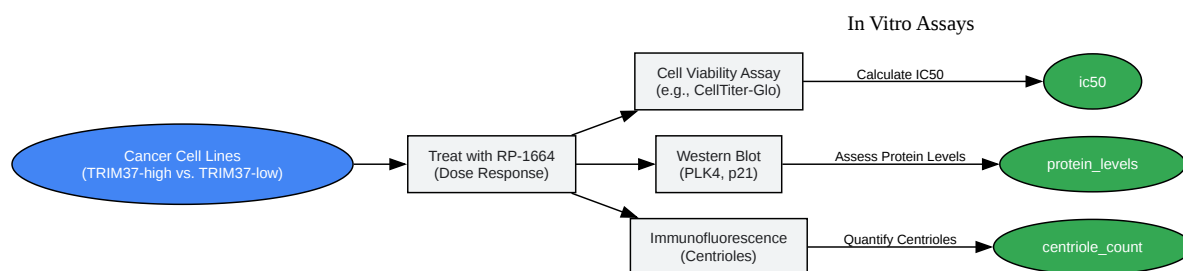 In Vitro Assays
Cell Viability Assay
(e.g., CellTiter-Glo)
Calculate IC50
ic50
Cancer Cell Lines
(TRIM37-high vs. TRIM37-low)
Treat with RP-1664
(Dose Response)
Western Blot
(PLK4, p21)
Assess Protein Levels
protein_levels
Immunofluorescence
(Centrioles)
Quantify Centrioles
centriole_count